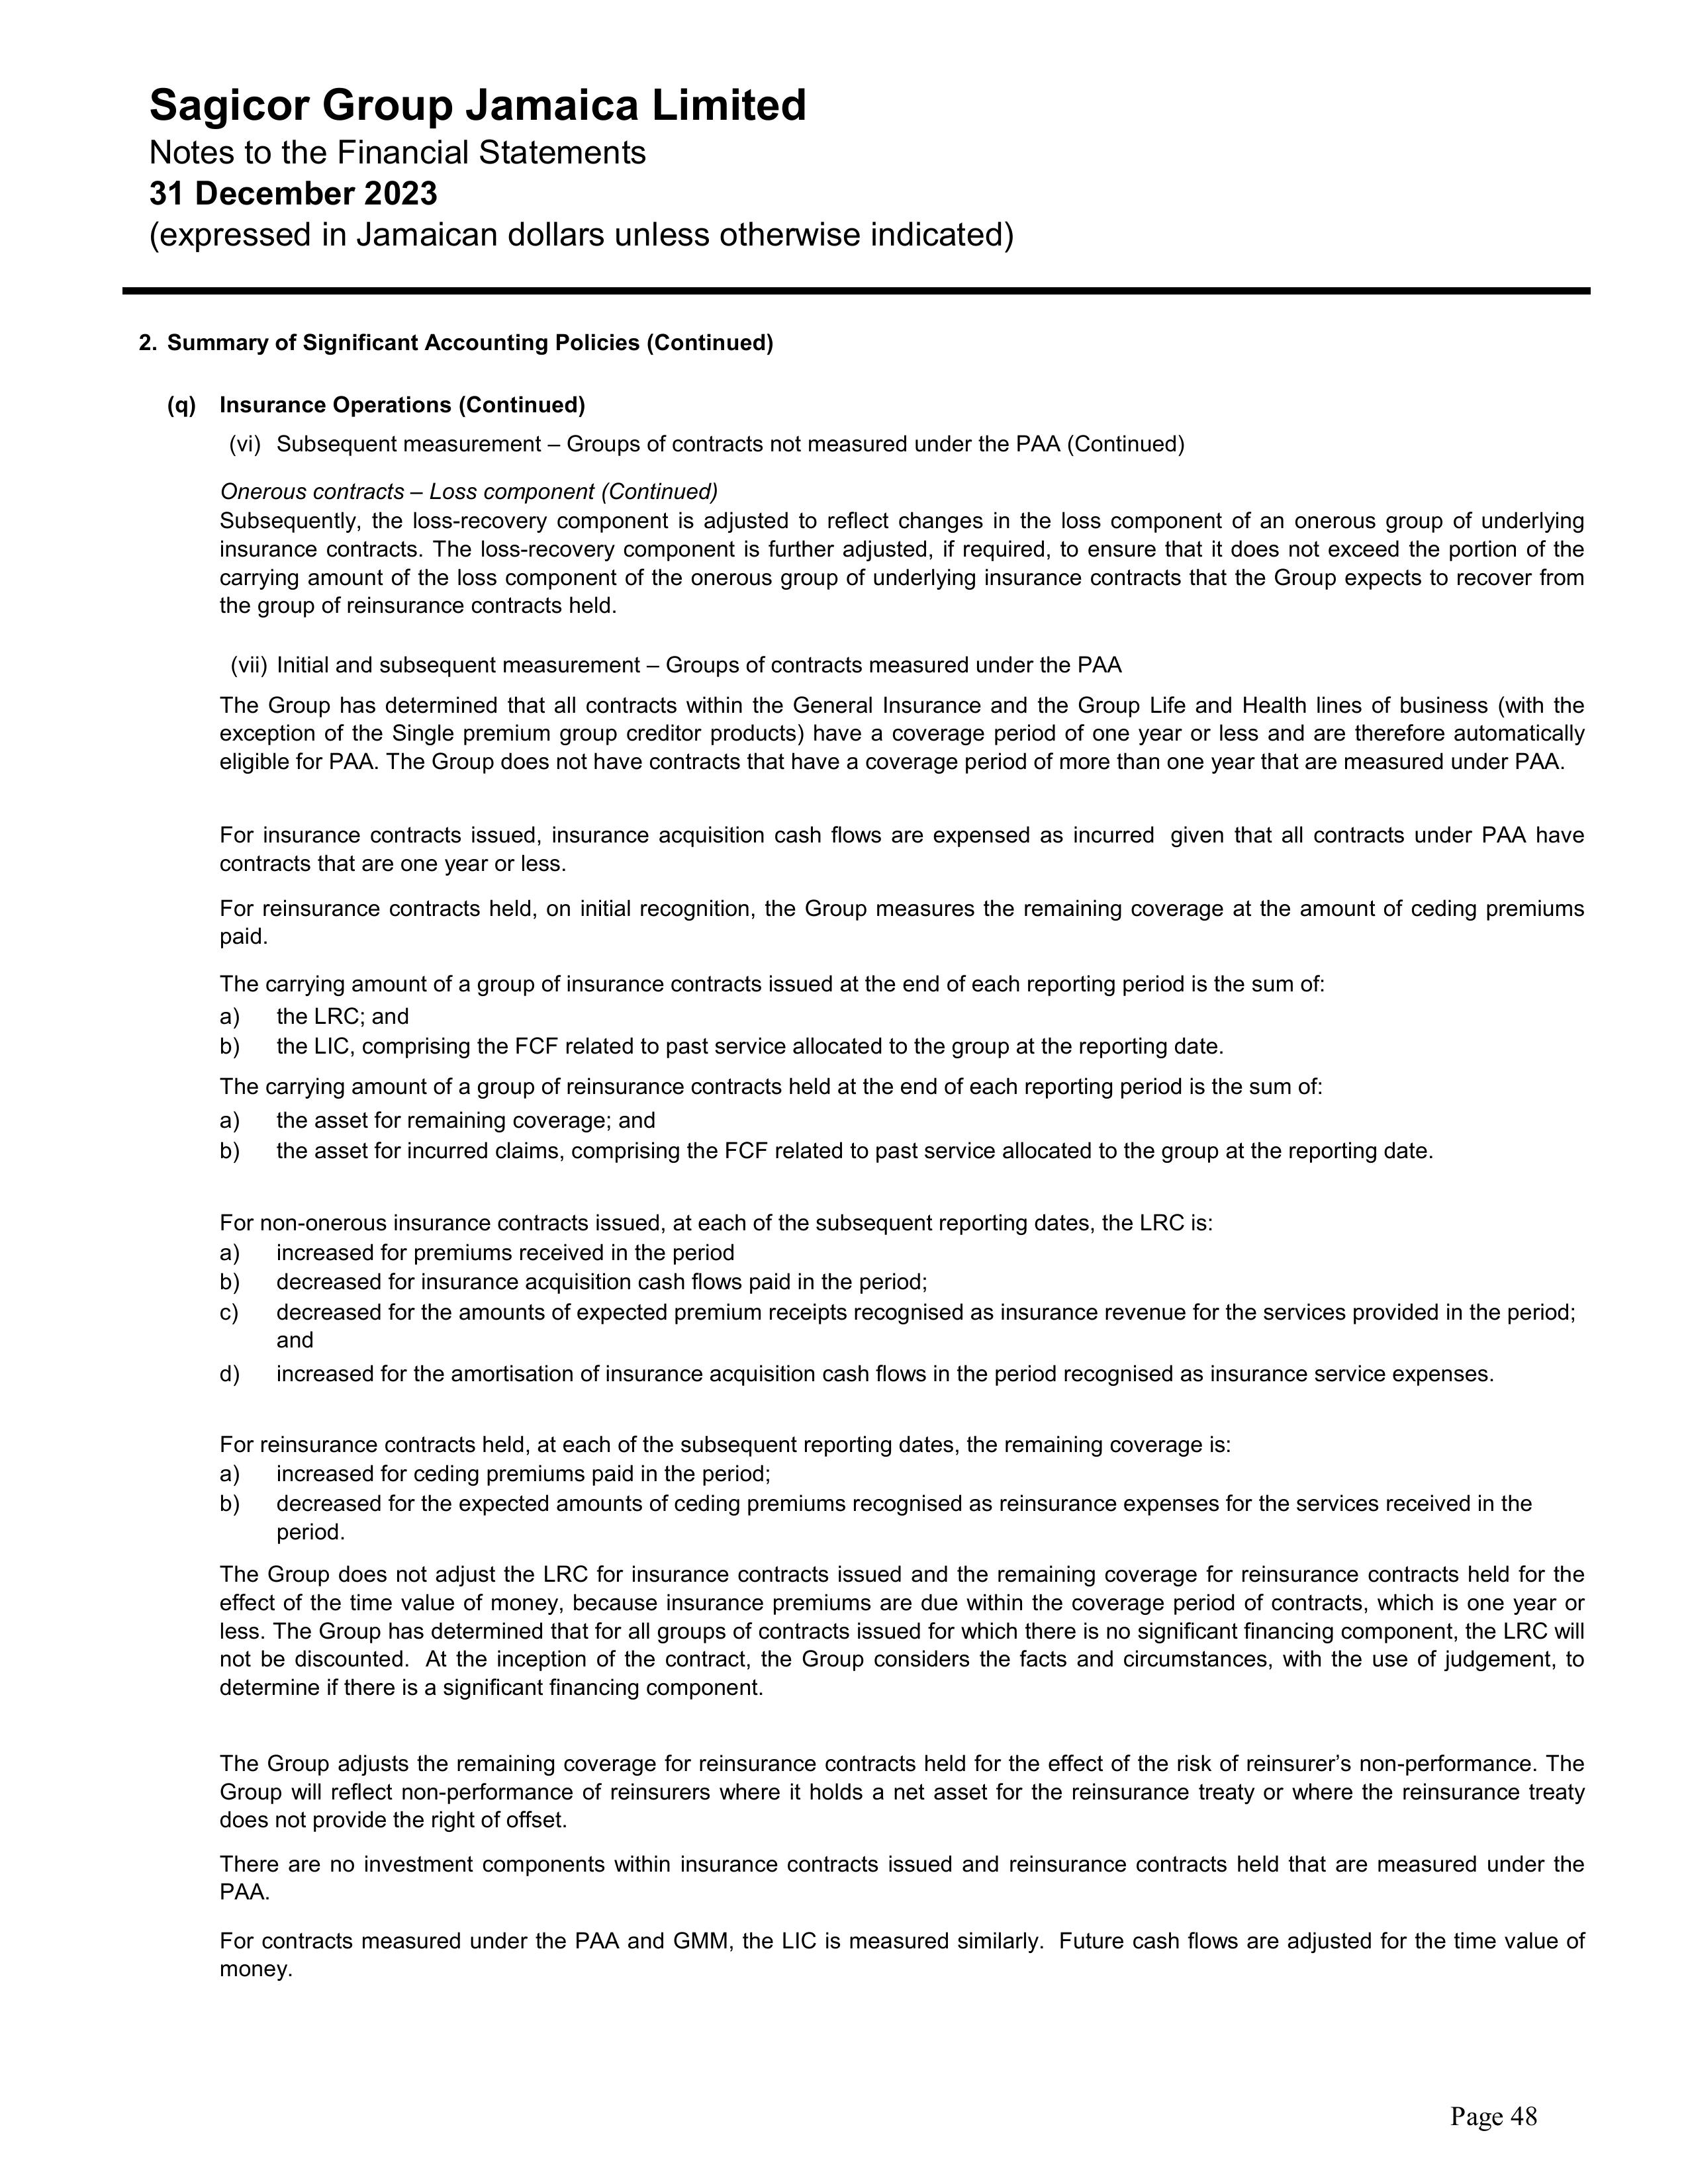 Sagicor Group Jamaica Limited
Notes to the Financial Statements
31 December 2023
(expressed in Jamaican dollars unless otherwise indicated)
2. Summary of Significant Accounting Policies (Continued)
(q) Insurance Operations (Continued)
(vi) Subsequent measurement – Groups of contracts not measured under the PAA (Continued)
Onerous contracts – Loss component (Continued)
Subsequently, the loss-recovery component is adjusted to reflect changes in the loss component of an onerous group of underlying
insurance contracts. The loss-recovery component is further adjusted, if required, to ensure that it does not exceed the portion of the
carrying amount of the loss component of the onerous group of underlying insurance contracts that the Group expects to recover from
the group of reinsurance contracts held.
(vii) Initial and subsequent measurement – Groups of contracts measured under the PAA
The Group has determined that all contracts within the General Insurance and the Group Life and Health lines of business (with the
exception of the Single premium group creditor products) have a coverage period of one year or less and are therefore automatically
eligible for PAA. The Group does not have contracts that have a coverage period of more than one year that are measured under PAA.
For insurance contracts issued, insurance acquisition cash flows are expensed as incurred  given that all contracts under PAA have
contracts that are one year or less.
For reinsurance contracts held, on initial recognition, the Group measures the remaining coverage at the amount of ceding premiums
paid.
The carrying amount of a group of insurance contracts issued at the end of each reporting period is the sum of:
a) the LRC; and
b) the LIC, comprising the FCF related to past service allocated to the group at the reporting date.
The carrying amount of a group of reinsurance contracts held at the end of each reporting period is the sum of:
a) the asset for remaining coverage; and
b) the asset for incurred claims, comprising the FCF related to past service allocated to the group at the reporting date.
For non-onerous insurance contracts issued, at each of the subsequent reporting dates, the LRC is:
a) increased for premiums received in the period
b) decreased for insurance acquisition cash flows paid in the period;
c) decreased for the amounts of expected premium receipts recognised as insurance revenue for the services provided in the period;
and
d) increased for the amortisation of insurance acquisition cash flows in the period recognised as insurance service expenses.
For reinsurance contracts held, at each of the subsequent reporting dates, the remaining coverage is:
a) increased for ceding premiums paid in the period;
b) decreased for the expected amounts of ceding premiums recognised as reinsurance expenses for the services received in the
period.
The Group does not adjust the LRC for insurance contracts issued and the remaining coverage for reinsurance contracts held for the
effect of the time value of money, because insurance premiums are due within the coverage period of contracts, which is one year or
less. The Group has determined that for all groups of contracts issued for which there is no significant financing component, the LRC will
not be discounted.  At the inception of the contract, the Group considers the facts and circumstances, with the use of judgement, to
determine if there is a significant financing component.
The Group adjusts the remaining coverage for reinsurance contracts held for the effect of the risk of reinsurer’s non-performance. The
Group will reflect non-performance of reinsurers where it holds a net asset for the reinsurance treaty or where the reinsurance treaty
does not provide the right of offset.
There are no investment components within insurance contracts issued and reinsurance contracts held that are measured under the
PAA.
For contracts measured under the PAA and GMM, the LIC is measured similarly.  Future cash flows are adjusted for the time value of
money.
Page 48